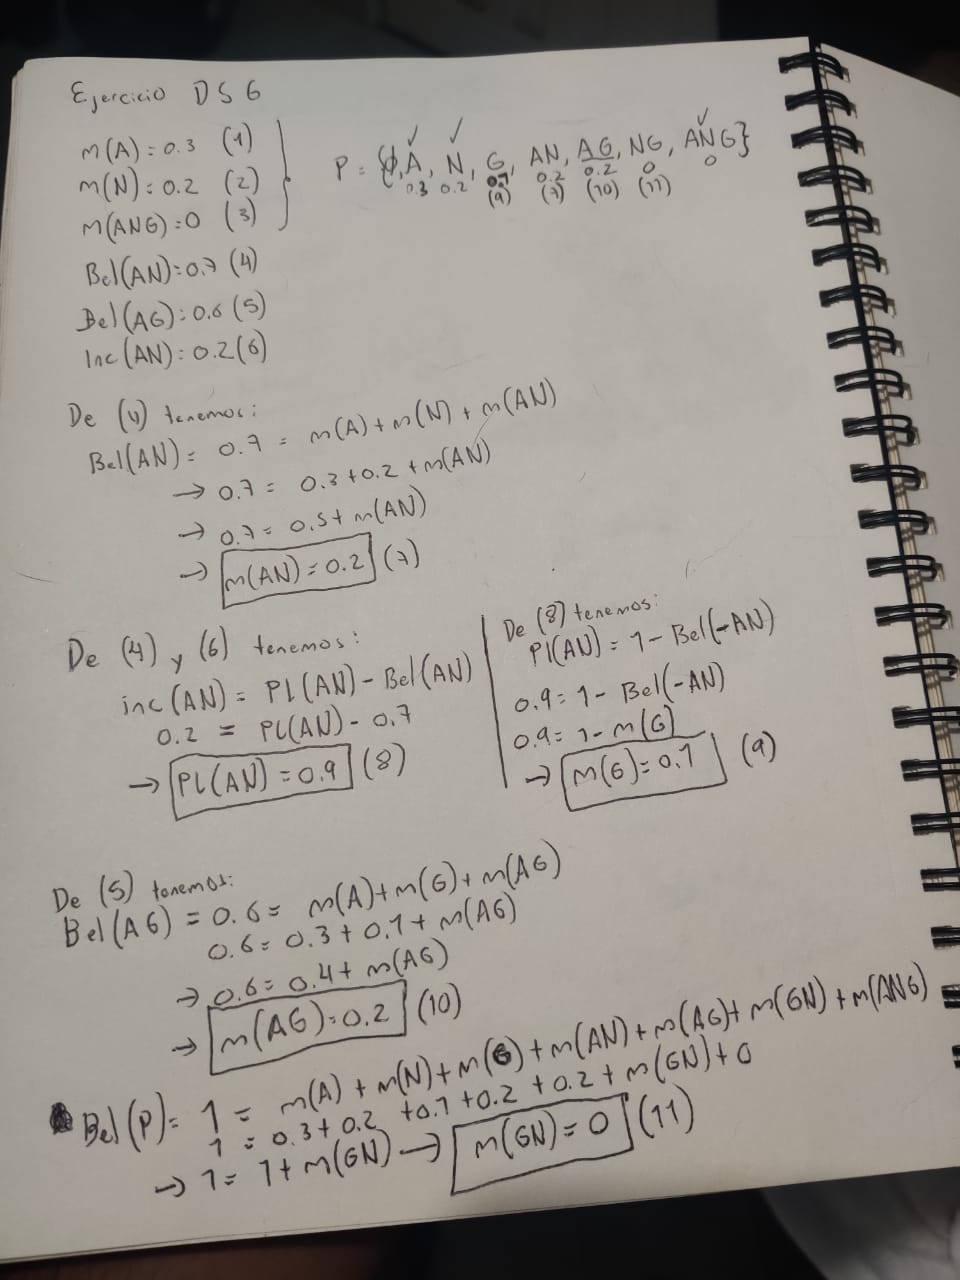 Ejercicio DS6
m(A) = 0.3 (1)
m(N) = 0.2 (2)
m(ANG) = 0 (3)
P = {∅, A, N, G, AN, AG, NG, ANG}
0.3 0.2 0.1 0.2 0.2 0 0
(9) (7) (10) (11)
Bel(AN) = 0.7 (4)
Bel(AG) = 0.6 (5)
Inc(AN) = 0.2 (6)
De (4) tenemos:
Bel(AN) = 0.7 = m(A) + m(N) + m(AN)
→ 0.7 = 0.3 + 0.2 + m(AN)
→ 0.7 = 0.5 + m(AN)
→ m(AN) = 0.2 (7)
De (4) y (6) tenemos:
inc(AN) = PL(AN) - Bel(AN)
0.2 = PL(AN) - 0.7
→ PL(AN) = 0.9 (8)
De (8) tenemos:
Pl(AN) = 1 - Bel(-AN)
0.9 = 1 - Bel(-AN)
0.9 = 1 - m(G)
→ m(G) = 0.1 (9)
De (5) tenemos:
Bel(AG) = 0.6 = m(A) + m(G) + m(AG)
0.6 = 0.3 + 0.1 + m(AG)
→ 0.6 = 0.4 + m(AG)
→ m(AG) = 0.2 (10)
Bel(P) = 1 = m(A) + m(N) + m(G) + m(AN) + m(AG) + m(GN) + m(ANG)
1 = 0.3 + 0.2 + 0.1 + 0.2 + 0.2 + m(GN) + 0
→ 1 = 1 + m(GN) → m(GN) = 0 (11)